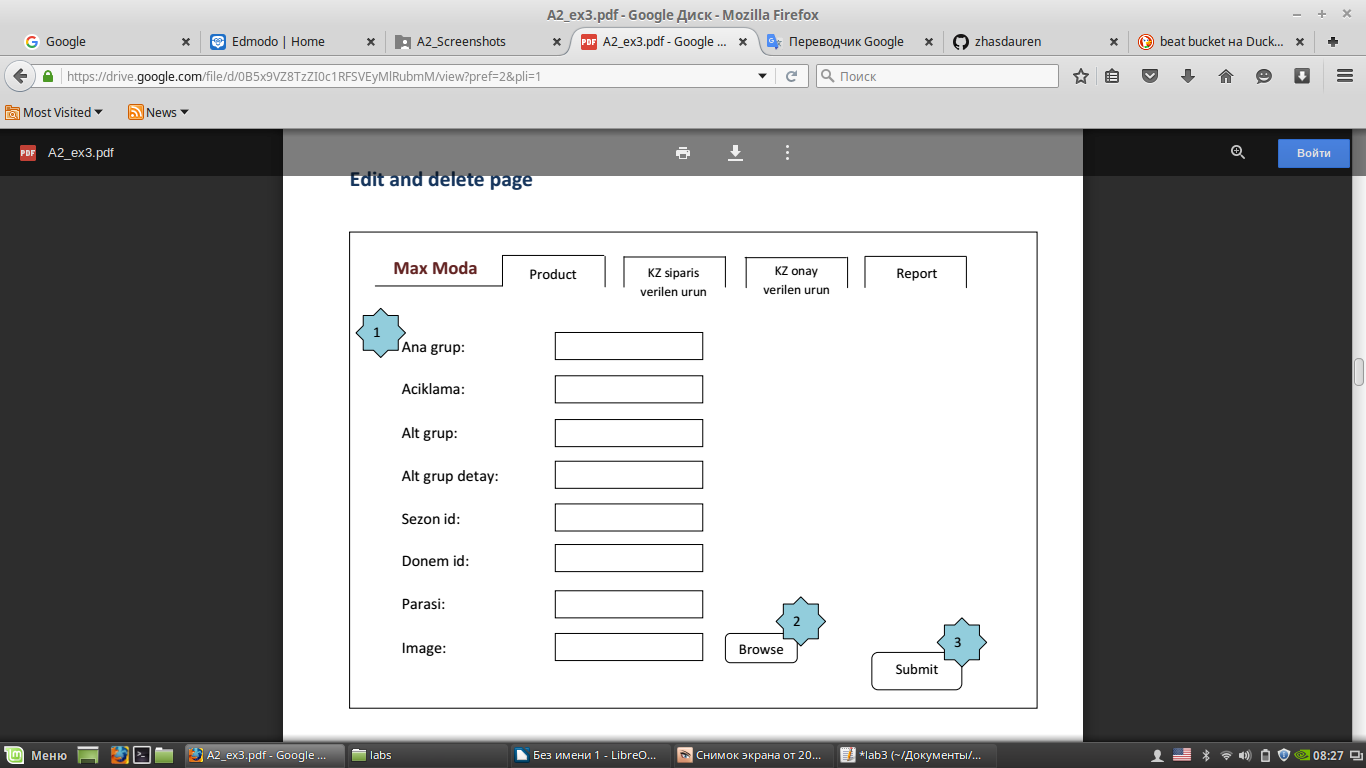 A2_ex3.pdf - Google Диск - Mozilla Firefox
Google
Edmodo | Home
A2_Screenshots
A2_ex3.pdf - Google ...
Переводчик Google
zhasdauren
beat bucket на Duck...
https://drive.google.com/file/d/0B5x9VZ8TzZI0c1RFSVEyMlRubmM/view?pref=2&pli=1
Поиск
Most Visited
News
PDF A2_ex3.pdf
Войти
Edit and delete page
Max Moda
Product
KZ siparis
verilen urun
KZ onay
verilen urun
Report
1
Ana grup:
Aciklama:
Alt grup:
Alt grup detay:
Sezon id:
Donem id:
Parasi:
Image:
Browse
2
Submit
3
Меню
A2_ex3.pdf - Google ...
labs
Без имени 1 - LibreO...
Снимок экрана от 20...
*lab3 (~/Документы/...
08:27